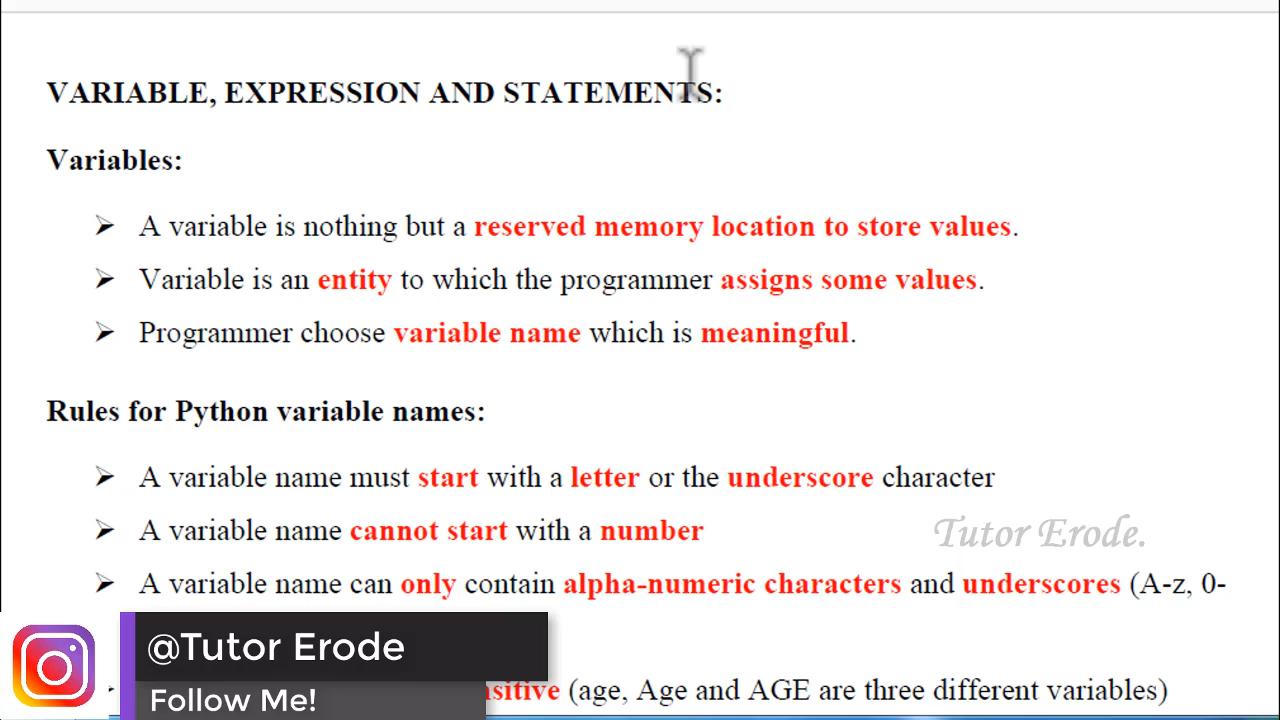 VARIABLE, EXPRESSION AND STATEMENTS:
Variables:
➢ A variable is nothing but a reserved memory location to store values.
➢ Variable is an entity to which the programmer assigns some values.
➢ Programmer choose variable name which is meaningful.
Rules for Python variable names:
➢ A variable name must start with a letter or the underscore character
➢ A variable name cannot start with a number
Tutor Erode.
➢ A variable name can only contain alpha-numeric characters and underscores (A-z, 0-
@Tutor Erode
(age, Age and AGE are three different variables)
Follow Me!